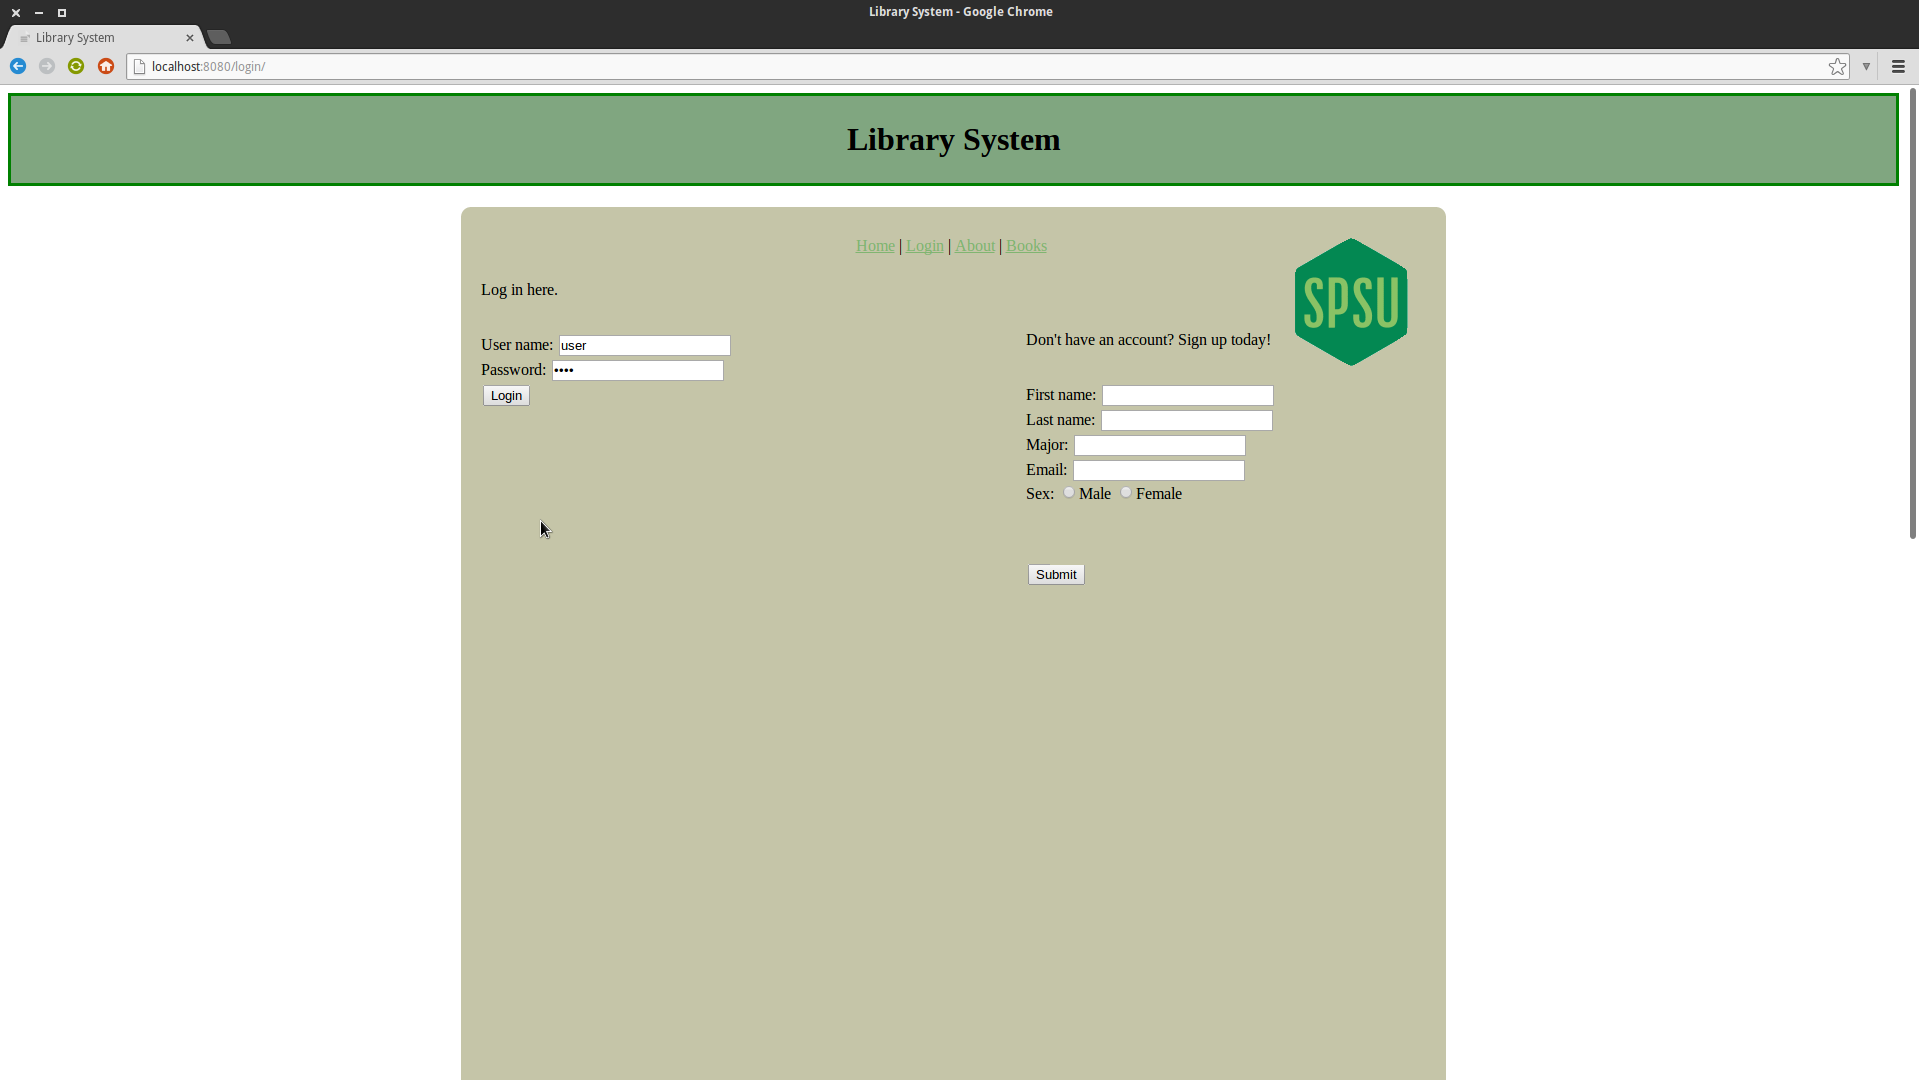 Library System - Google Chrome
Library System
localhost:8080/login/
Library System
Home | Login | About | Books
SPSU
Log in here.
User name: user
Password: ••••
Login
Don't have an account? Sign up today!
First name:
Last name:
Major:
Email:
Sex: Male Female
Submit